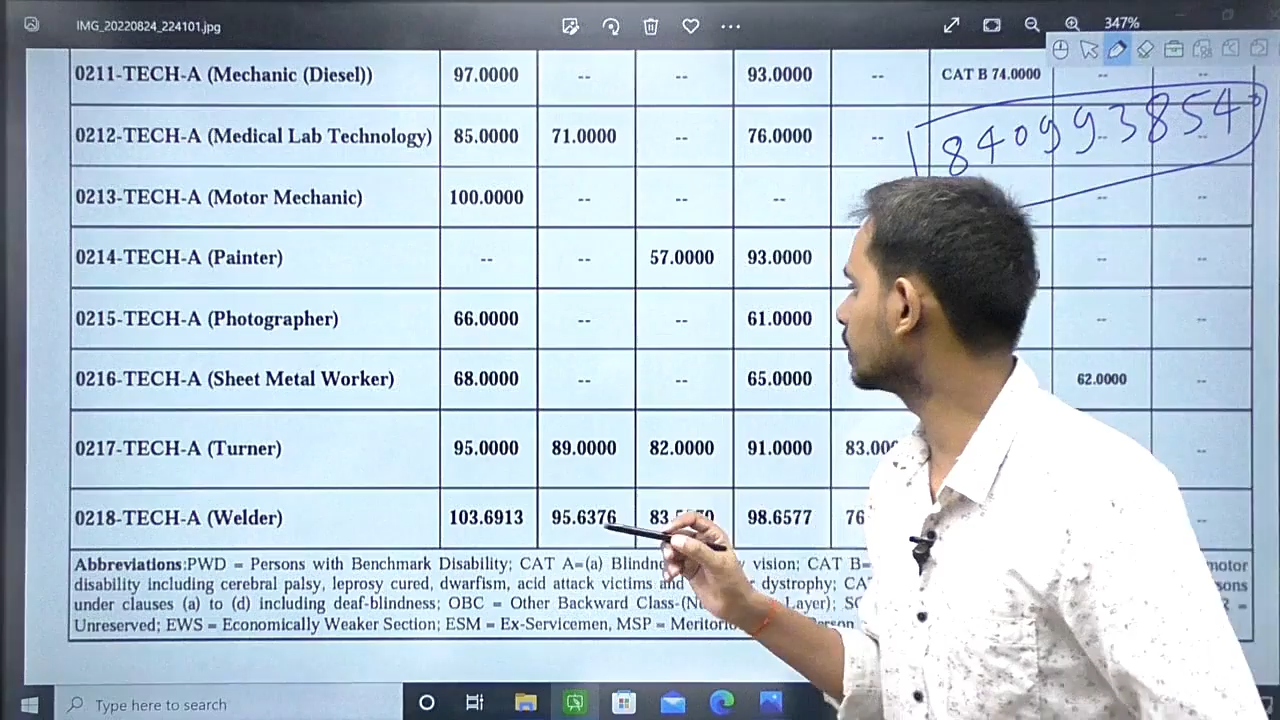 IMG_20220824_224101.jpg 347%
0211-TECH-A (Mechanic (Diesel)) 97.0000 -- -- 93.0000 -- CAT B 74.0000 -- --
8409938540
0212-TECH-A (Medical Lab Technology) 85.0000 71.0000 -- 76.0000 -- -- --
0213-TECH-A (Motor Mechanic) 100.0000 -- -- -- -- --
0214-TECH-A (Painter) -- -- 57.0000 93.0000 -- --
0215-TECH-A (Photographer) 66.0000 -- -- 61.0000 -- --
0216-TECH-A (Sheet Metal Worker) 68.0000 -- -- 65.0000 62.0000 --
0217-TECH-A (Turner) 95.0000 89.0000 82.0000 91.0000 --
0218-TECH-A (Welder) 103.6913 95.6376 98.6577 --
Abbreviations:PWD = Persons with Benchmark Disability; CAT A=(a) vision; CAT B= motor
disability including cerebral palsy, leprosy cured, dwarfism, acid attack victims and dystrophy;
under clauses (a) to (d) including deaf-blindness; OBC = Other Backward Class- Layer); =
Unreserved; EWS = Economically Weaker Section; ESM = Ex-Servicemen, MSP = Person
Type here to search